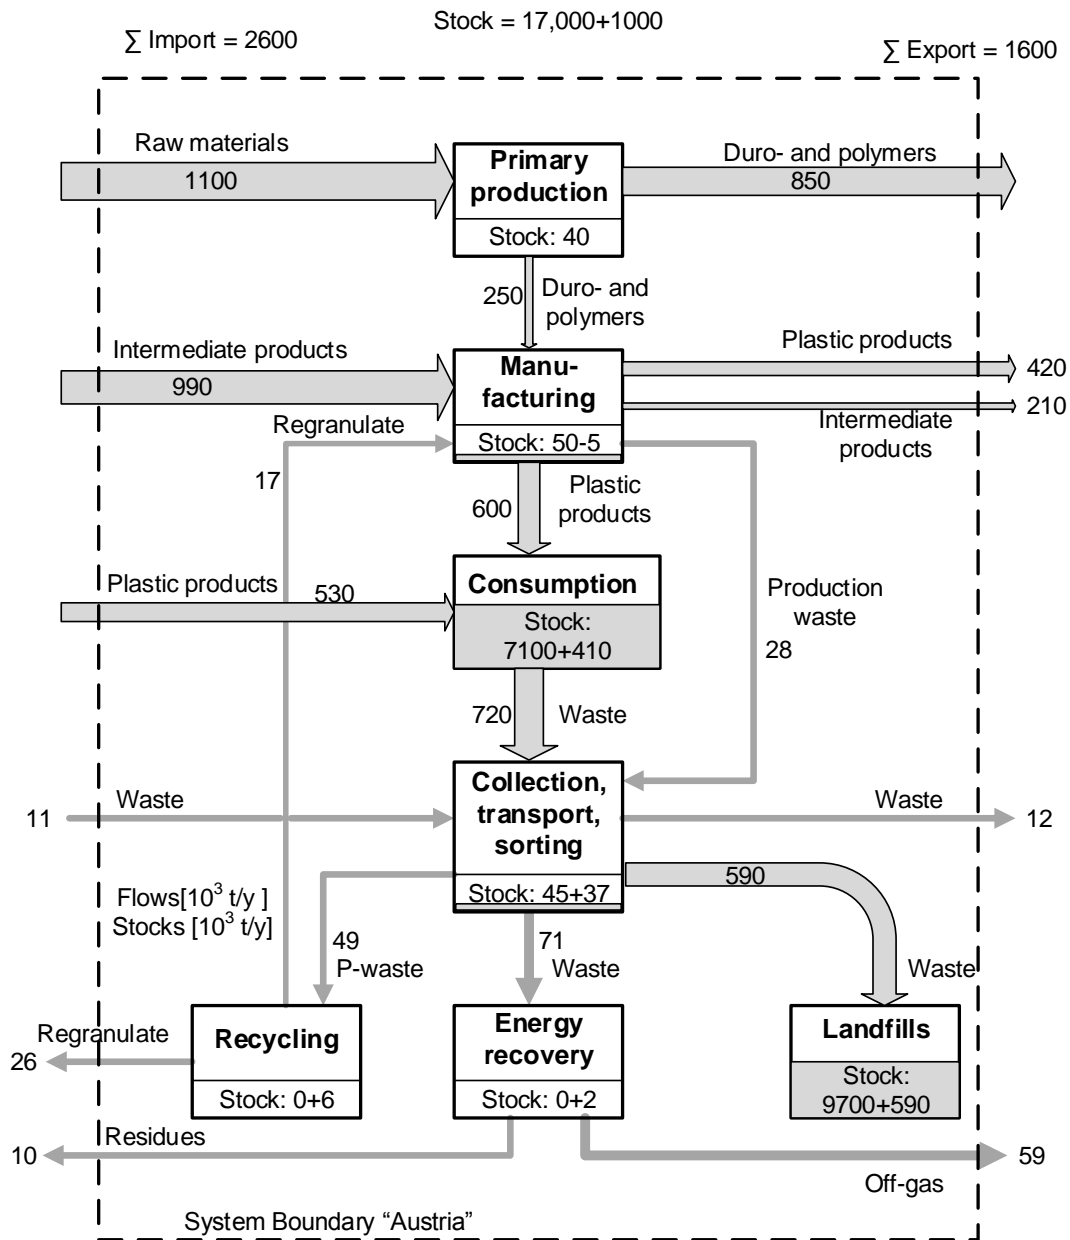 Stock = 17,000+1000
∑ Import = 2600
∑ Export = 1600
Raw materials
1100
Primary
production
Stock: 40
Duro- and polymers
850
250
Duro- and
polymers
Intermediate products
990
Manu-
facturing
Stock: 50-5
Plastic products
420
210
Intermediate
products
Regranulate
17
600
Plastic
products
Plastic products
530
Consumption
Stock:
7100+410
Production
waste
28
720
Waste
Collection,
transport,
sorting
Stock: 45+37
11
Waste
Waste
12
590
Flows[10³ t/y ]
Stocks [10³ t/y]
49
P-waste
71
Waste
Waste
Recycling
Stock: 0+6
Energy
recovery
Stock: 0+2
Landfills
Stock:
9700+590
Regranulate
26
Residues
10
59
Off-gas
System Boundary “Austria”